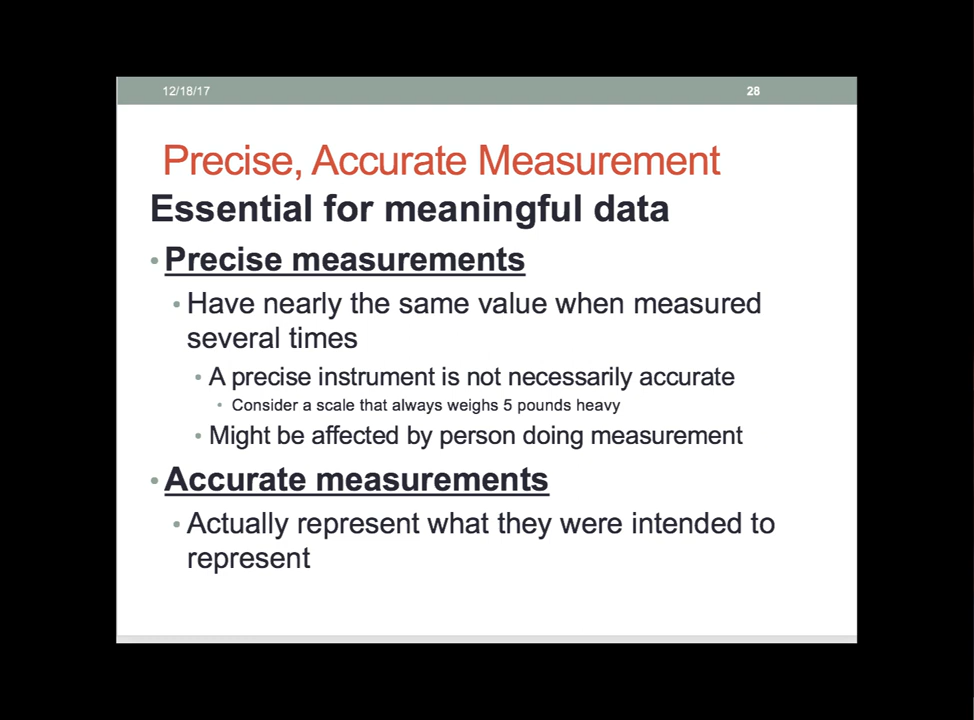 12/18/17 28
Precise, Accurate Measurement
Essential for meaningful data
• Precise measurements
• Have nearly the same value when measured
several times
• A precise instrument is not necessarily accurate
• Consider a scale that always weighs 5 pounds heavy
• Might be affected by person doing measurement
• Accurate measurements
• Actually represent what they were intended to
represent